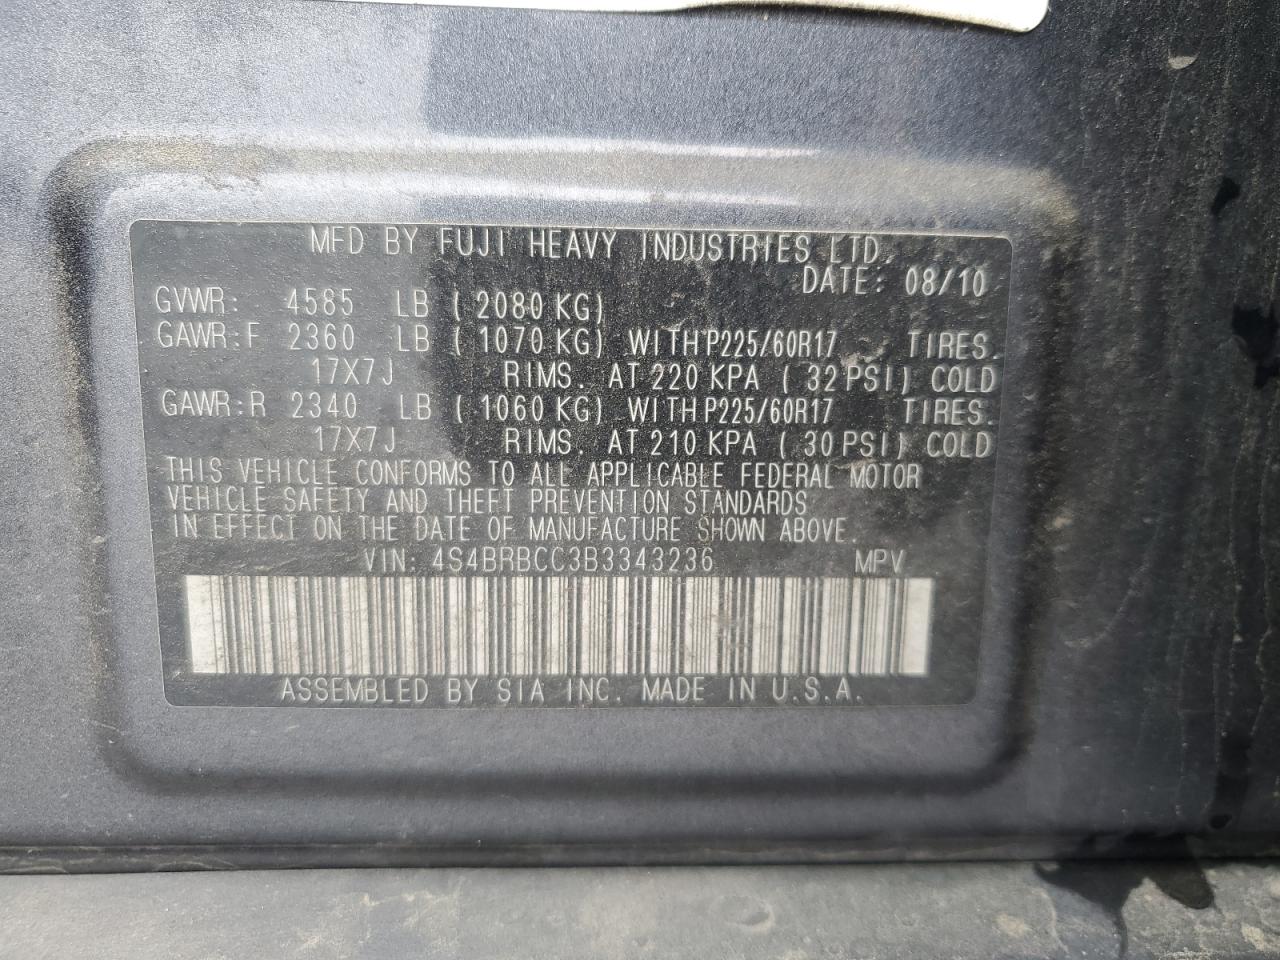 MFD BY FUJI HEAVY INDUSTRIES LTD.
DATE: 08/10
GVWR: 4585 LB ( 2080 KG)
GAWR:F 2360 LB ( 1070 KG) WITH P225/60R17 TIRES.
17X7J RIMS. AT 220 KPA ( 32 PSI) COLD
GAWR:R 2340 LB ( 1060 KG) WITH P225/60R17 TIRES.
17X7J RIMS. AT 210 KPA ( 30 PSI) COLD
THIS VEHICLE CONFORMS TO ALL APPLICABLE FEDERAL MOTOR
VEHICLE SAFETY AND THEFT PREVENTION STANDARDS
IN EFFECT ON THE DATE OF MANUFACTURE SHOWN ABOVE.
VIN: 4S4BRBCC3B3343236 MPV
ASSEMBLED BY SIA INC. MADE IN U.S.A.